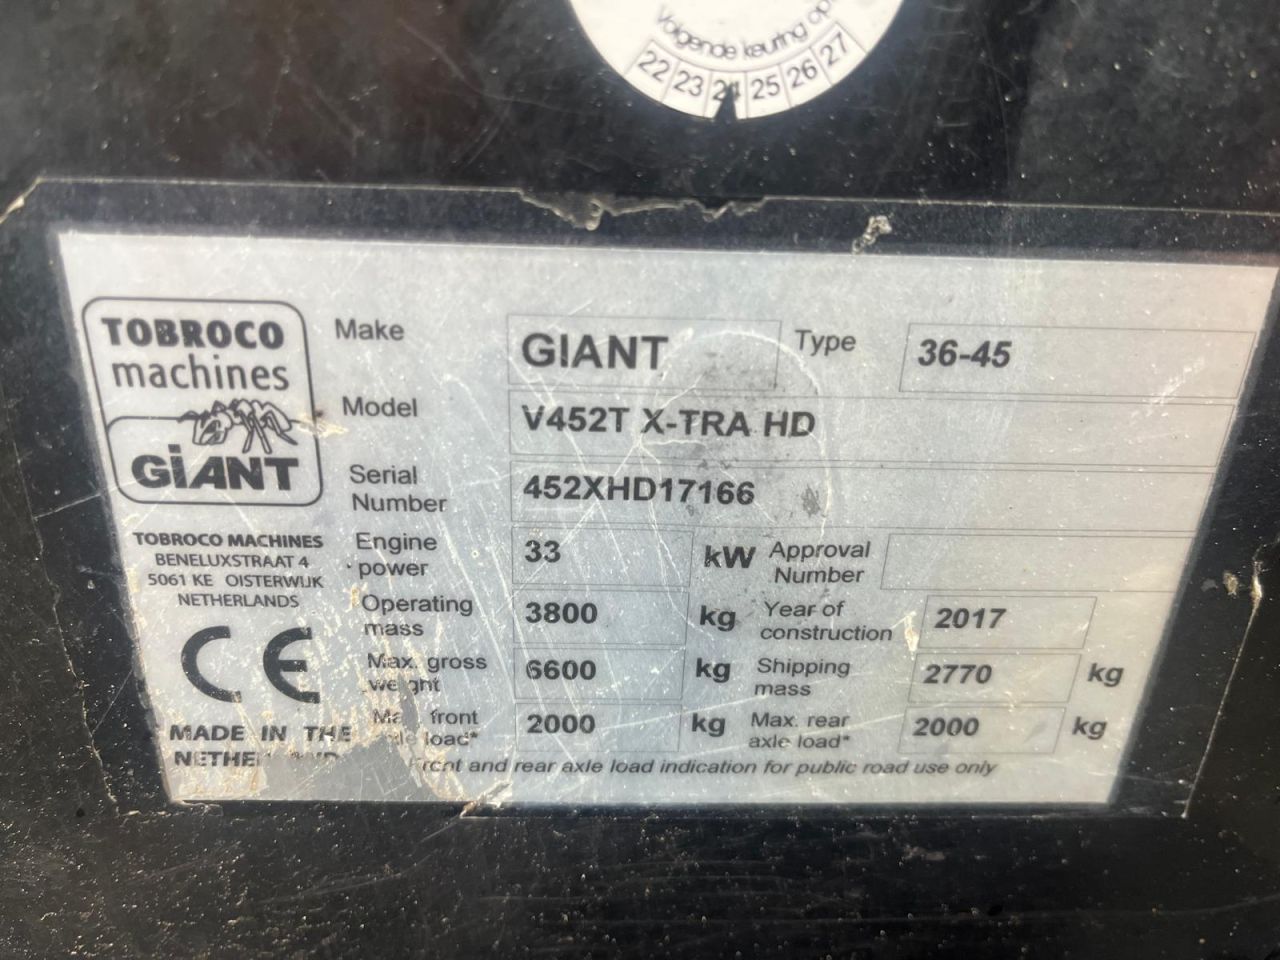 Volgende keuring op
22 23 24 25 26 27
TOBROCO
machines
GiANT
TOBROCO MACHINES
BENELUXSTRAAT 4
5061 KE OISTERWIJK
NETHERLANDS
CE
MADE IN THE
Make GIANT Type 36-45
Model V452T X-TRA HD
Serial Number 452XHD17166
Engine power 33 kW Approval Number
Operating mass 3800 kg Year of construction 2017
Max. gross weight 6600 kg Shipping mass 2770 kg
front load* 2000 kg Max. rear axle load* 2000 kg
front and rear axle load indication for public road use only